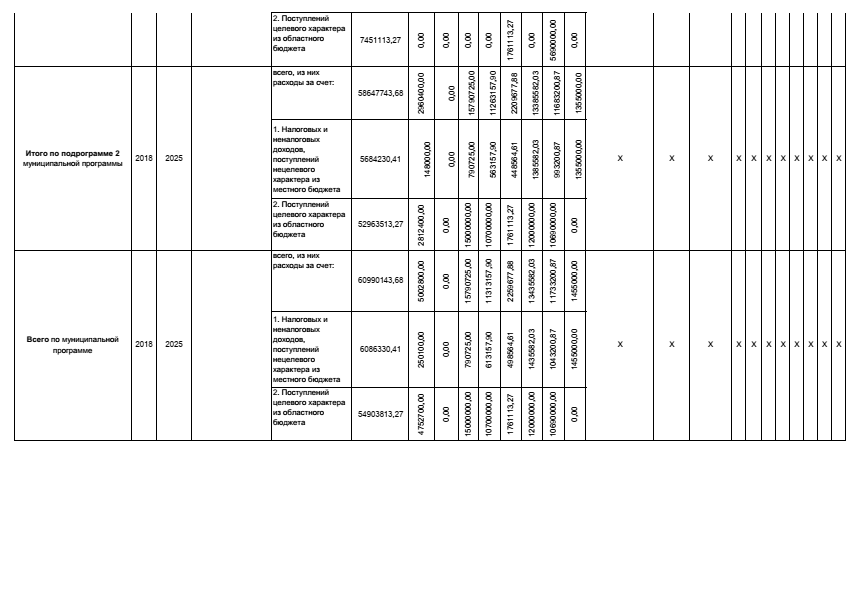 2. Поступлений
целевого характера
из областного
бюджета
7451113,27
0,00
0,00
0,00
0,00
1761113,27
0,00
5690000,00
0,00
Итого по подпрограмме 2
муниципальной программы
2018
2025
всего, из них
расходы за счет:
58647743,68
2960400,00
0,00
15790725,00
11263157,90
2209677,88
13385582,03
11683200,87
1355000,00
1. Налоговых и
неналоговых
доходов,
поступлений
нецелевого
характера из
местного бюджета
5684230,41
148000,00
0,00
790725,00
563157,90
448564,61
1385582,03
993200,87
1355000,00
X
X
X
X X X X X X X X
2. Поступлений
целевого характера
из областного
бюджета
52963513,27
2812400,00
0,00
15000000,00
10700000,00
1761113,27
12000000,00
10690000,00
0,00
Всего по муниципальной
программе
2018
2025
всего, из них
расходы за счет:
60990143,68
5002800,00
0,00
15790725,00
11313157,90
2259677,88
13435582,03
11733200,87
1455000,00
1. Налоговых и
неналоговых
доходов,
поступлений
нецелевого
характера из
местного бюджета
6086330,41
250100,00
0,00
790725,00
613157,90
498564,61
1435582,03
1043200,87
1455000,00
X
X
X
X X X X X X X X
2. Поступлений
целевого характера
из областного
бюджета
54903813,27
4752700,00
0,00
15000000,00
10700000,00
1761113,27
12000000,00
10690000,00
0,00